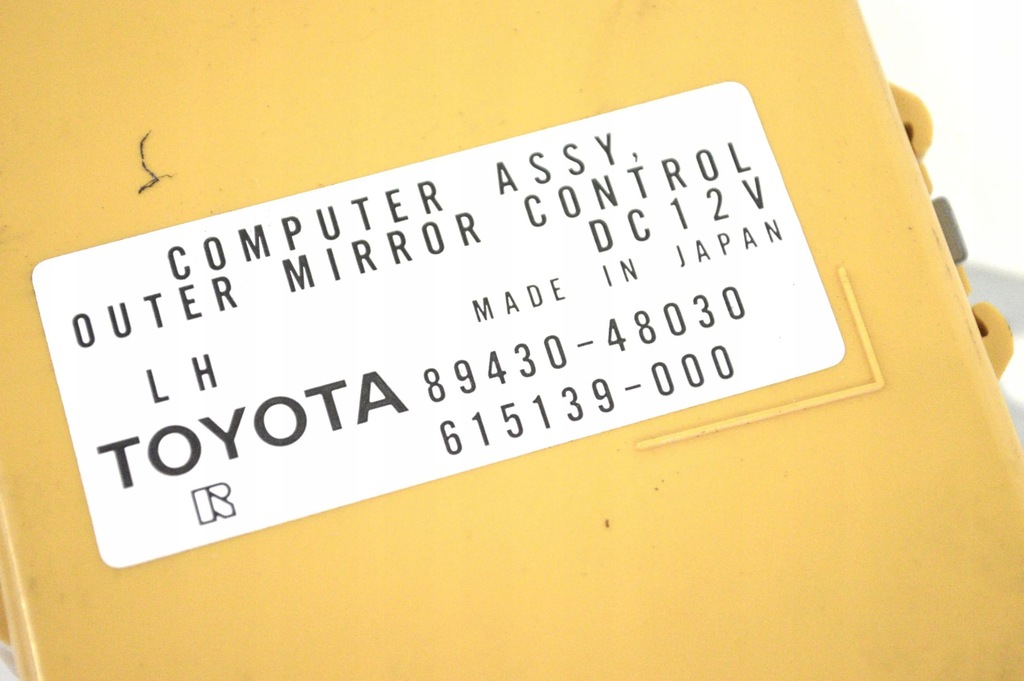 COMPUTER ASSY,
OUTER MIRROR CONTROL
DC12V
MADE IN JAPAN
LH
TOYOTA 89430-48030
615139-000
R